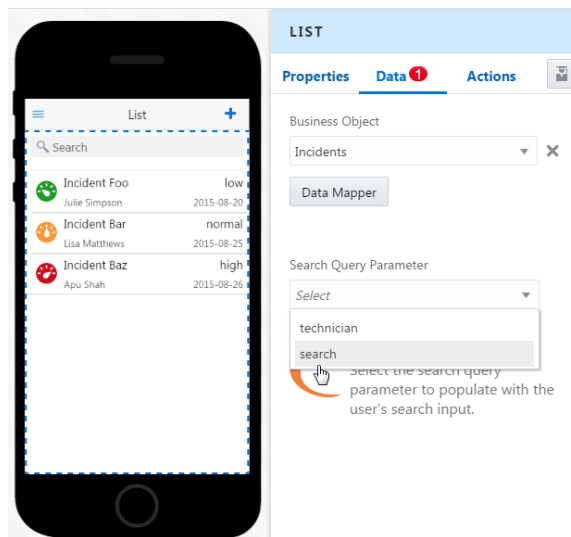 LIST
Properties Data 1 Actions
List
Search
Incident Foo low
Julie Simpson 2015-08-20
Incident Bar normal
Lisa Matthews 2015-08-25
Incident Baz high
Apu Shah 2015-08-26
Business Object
Incidents
Data Mapper
Search Query Parameter
Select
technician
search
Select the search query
parameter to populate with the
user's search input.